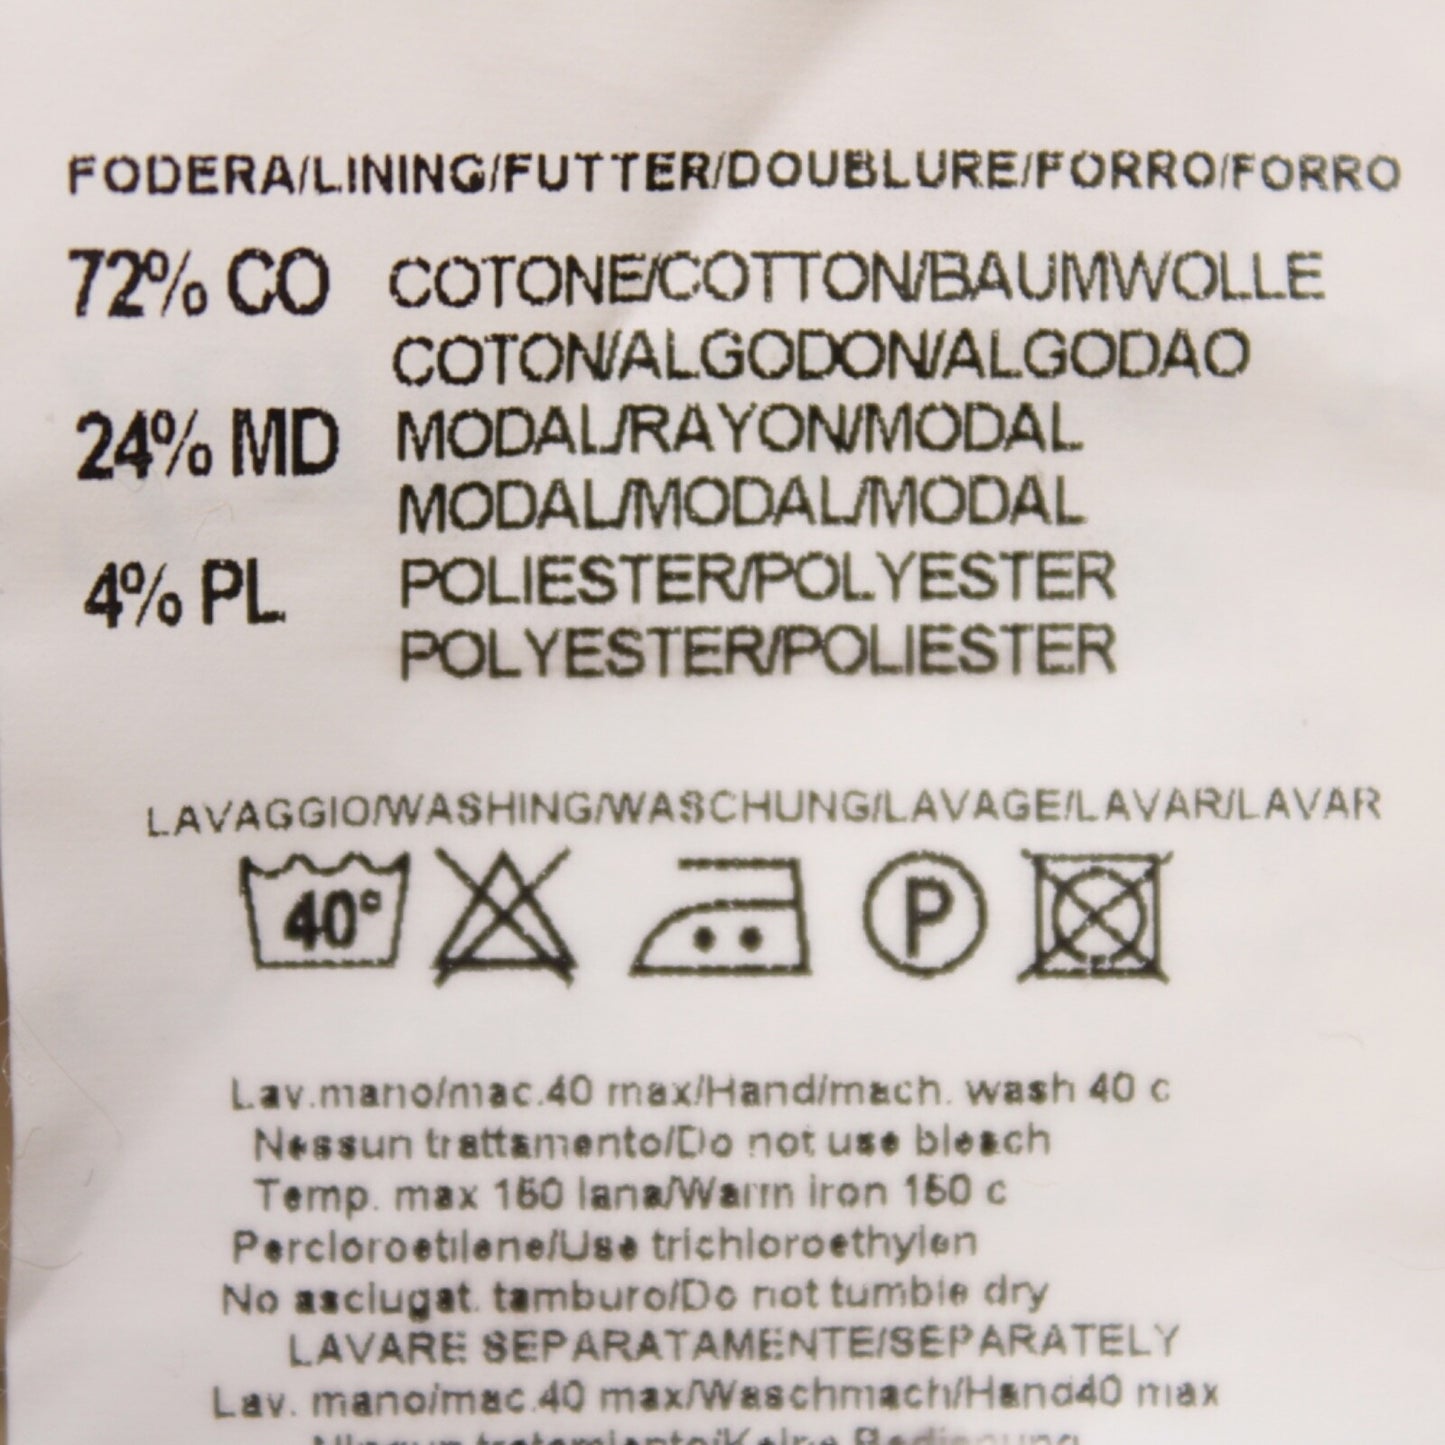 FODERA/LINING/FUTTER/DOUBLURE/FORRO/FORRO
72% CO COTONE/COTTON/BAUMWOLLE
COTON/ALGODON/ALGODAO
24% MD MODAL/RAYON/MODAL
MODAL/MODAL/MODAL
4% PL POLIESTER/POLYESTER
POLYESTER/POLIESTER
LAVAGGIO/WASHING/WASCHUNG/LAVAGE/LAVAR/LAVAR
40° P
Lav.mano/mac.40 max/Hand/mach. wash 40 c
Nessun trattamento/Do not use bleach
Temp. max 150 lana/Warm iron 150 c
Percloroetilene/Use trichloroethylen
No asciugat. tamburo/Do not tumble dry
LAVARE SEPARATAMENTE/SEPARATELY
Lav. mano/mac.40 max/Waschmach/Hand40 max